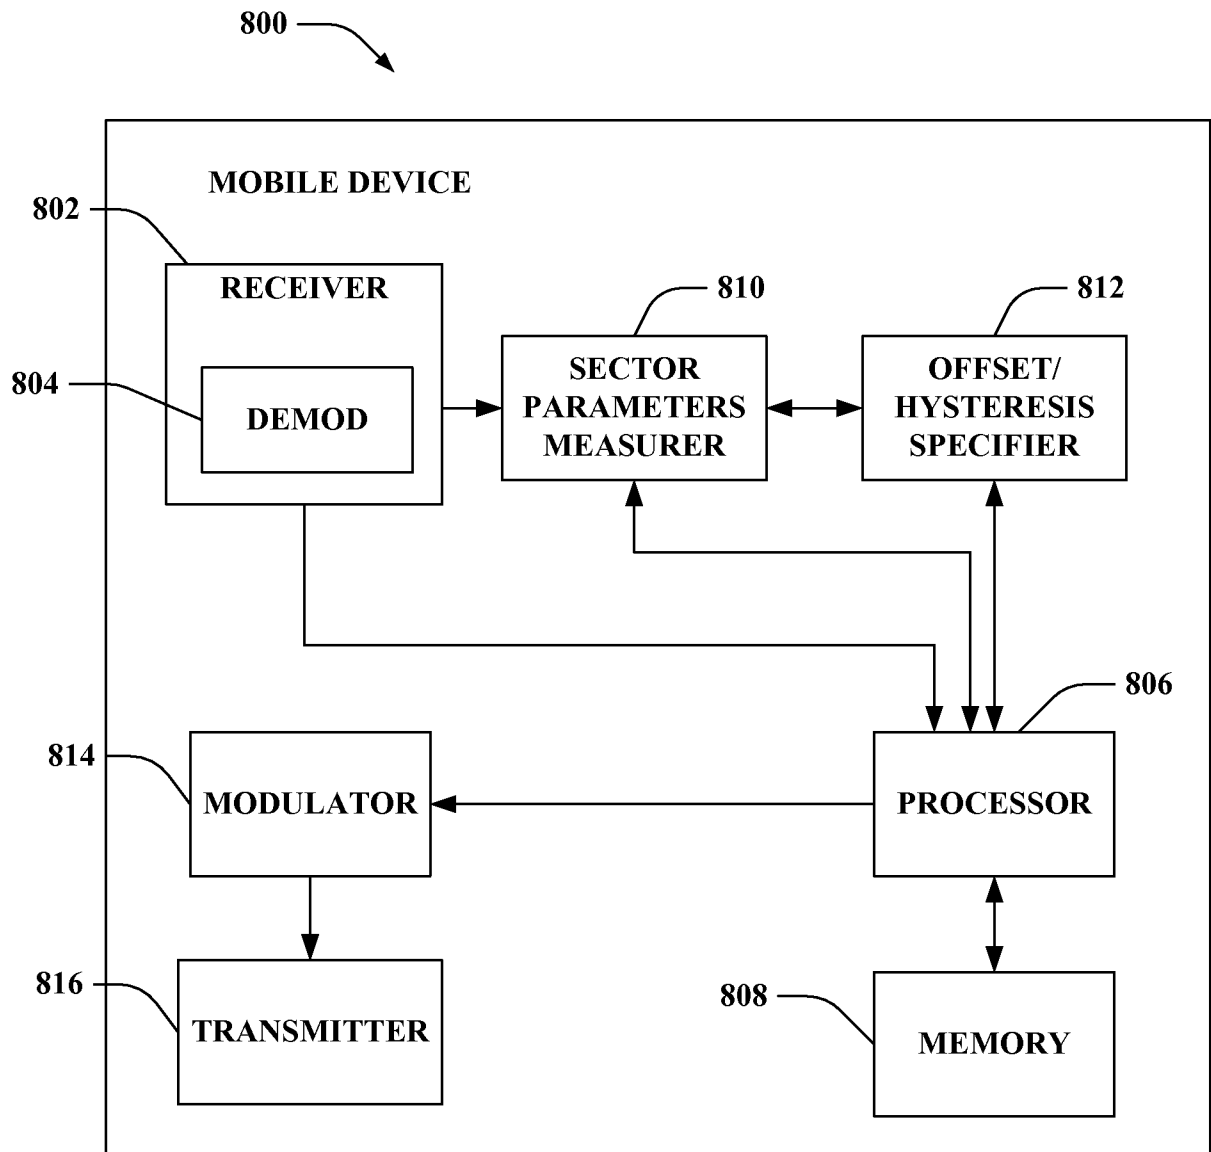 800
MOBILE DEVICE
802
RECEIVER
810
812
804
DEMOD
SECTOR
PARAMETERS
MEASURER
OFFSET/
HYSTERESIS
SPECIFIER
806
814
MODULATOR
PROCESSOR
816
TRANSMITTER
808
MEMORY